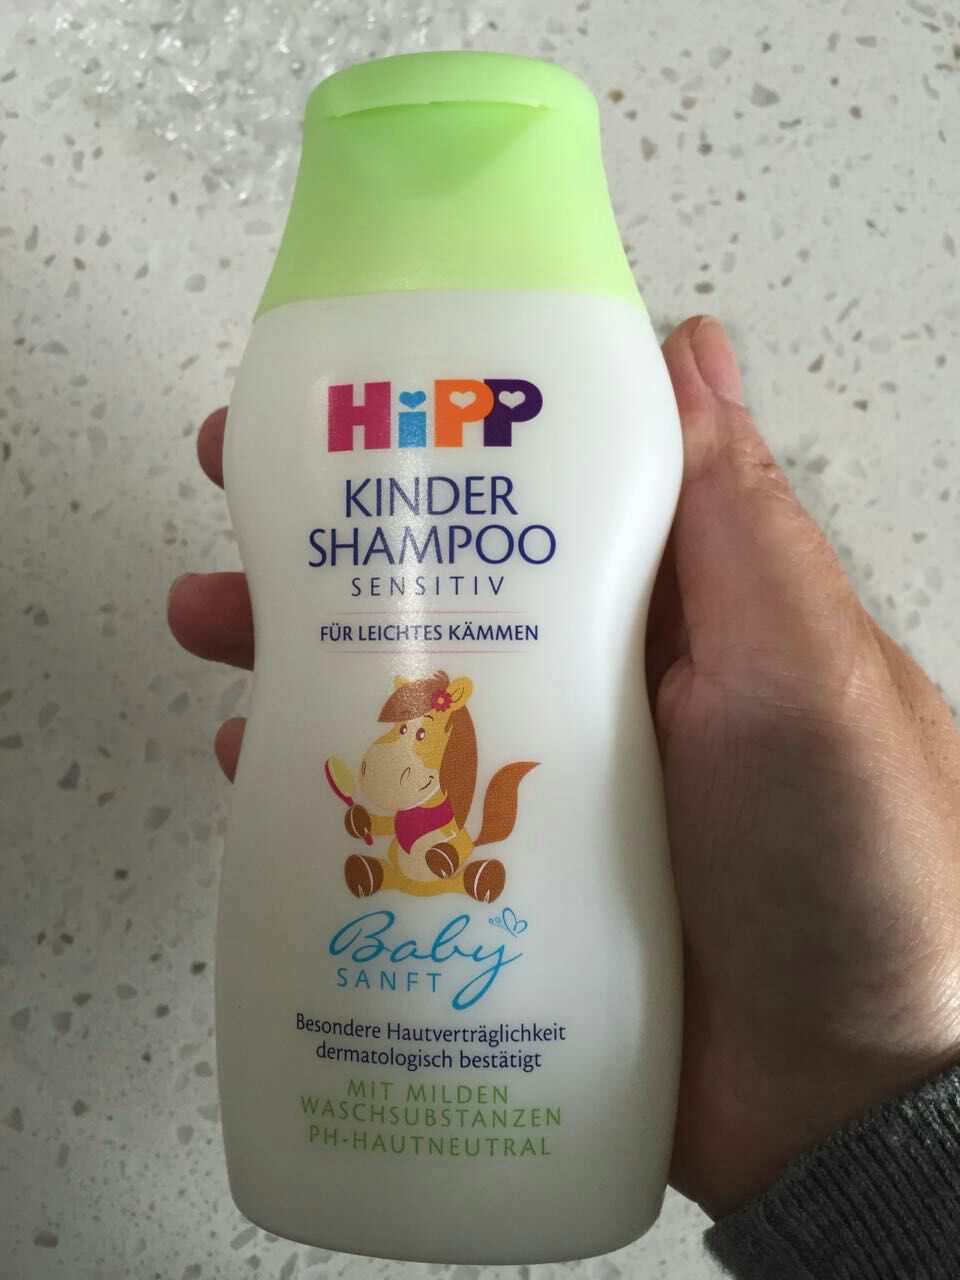 HiPP
KINDER
SHAMPOO
SENSITIV
FÜR LEICHTES KÄMMEN
Baby
SANFT
Besondere Hautverträglichkeit
dermatologisch bestätigt
MIT MILDEN
WASCHSUBSTANZEN
PH-HAUTNEUTRAL